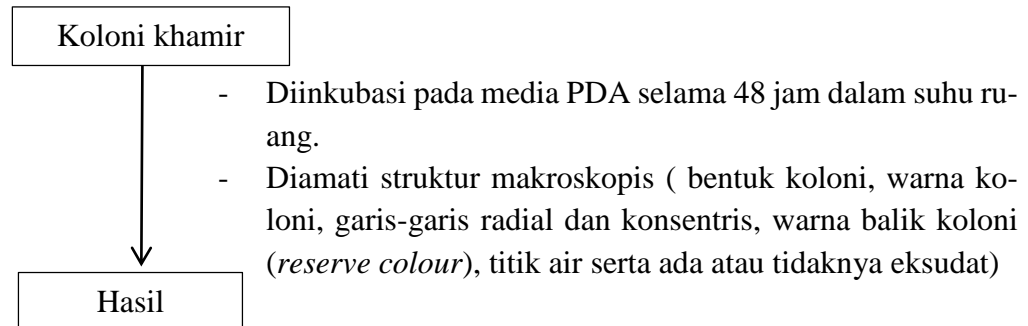 Koloni khamir
- Diinkubasi pada media PDA selama 48 jam dalam suhu ru-
ang.
- Diamati struktur makroskopis ( bentuk koloni, warna ko-
loni, garis-garis radial dan konsentris, warna balik koloni
(reserve colour), titik air serta ada atau tidaknya eksudat)
Hasil